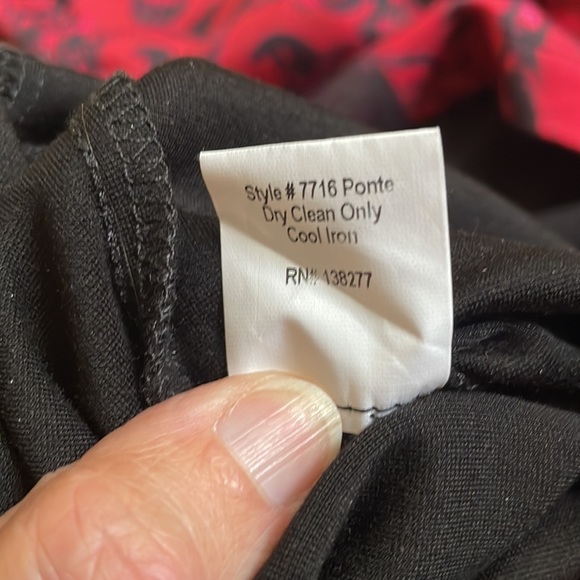 Style # 7716 Ponte
Dry Clean Only
Cool Iron
RN# 138277